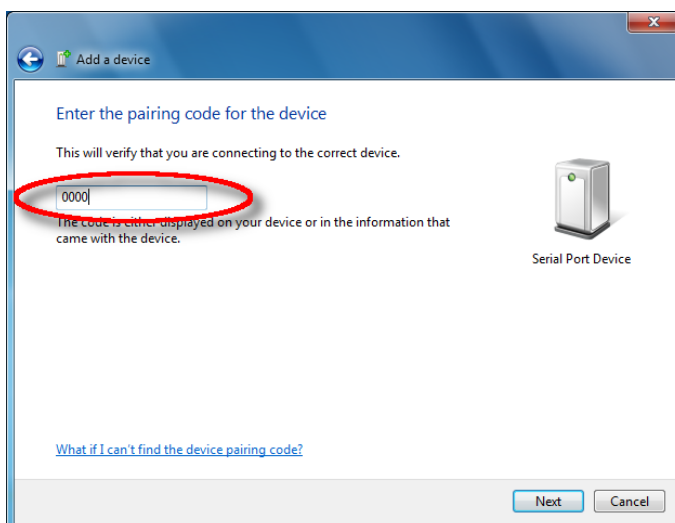 Add a device
Enter the pairing code for the device
This will verify that you are connecting to the correct device.
0000
The code is either displayed on your device or in the information that
came with the device.
Serial Port Device
What if I can't find the device pairing code?
Next
Cancel